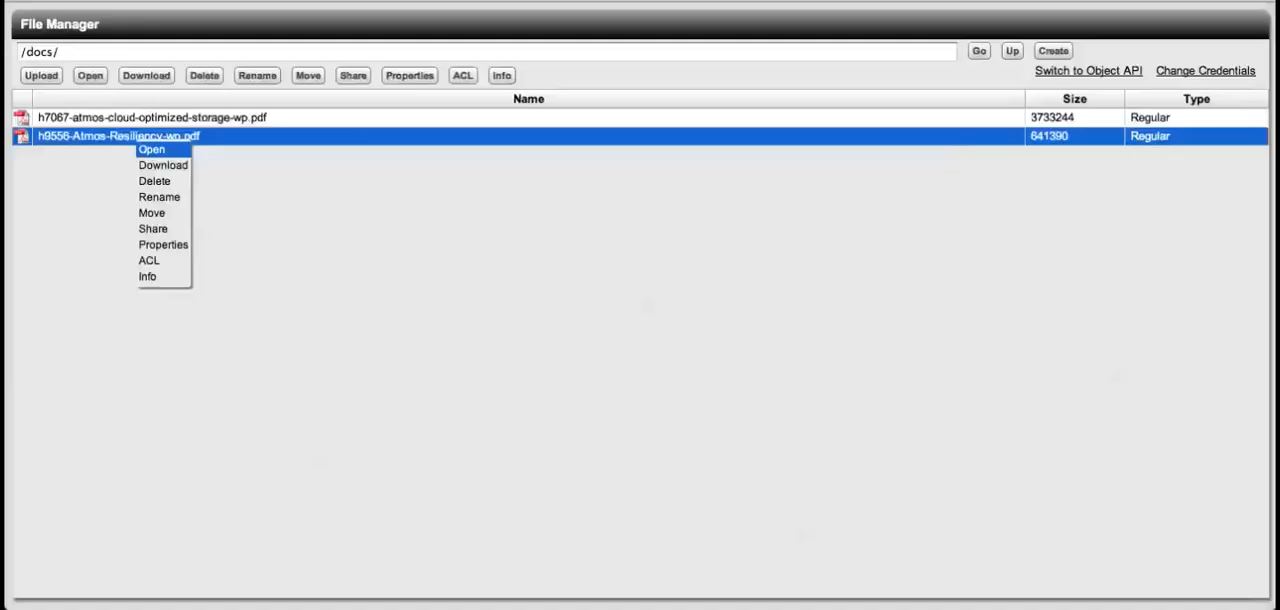 File Manager
/docs/ Go Up Create
Upload Open Download Delete Rename Move Share Properties ACL Info Switch to Object API Change Credentials
Name Size Type
h7067-atmos-cloud-optimized-storage-wp.pdf 3733244 Regular
h9556-Atmos-Resiliency-wp.pdf 641390 Regular
Open
Download
Delete
Rename
Move
Share
Properties
ACL
Info